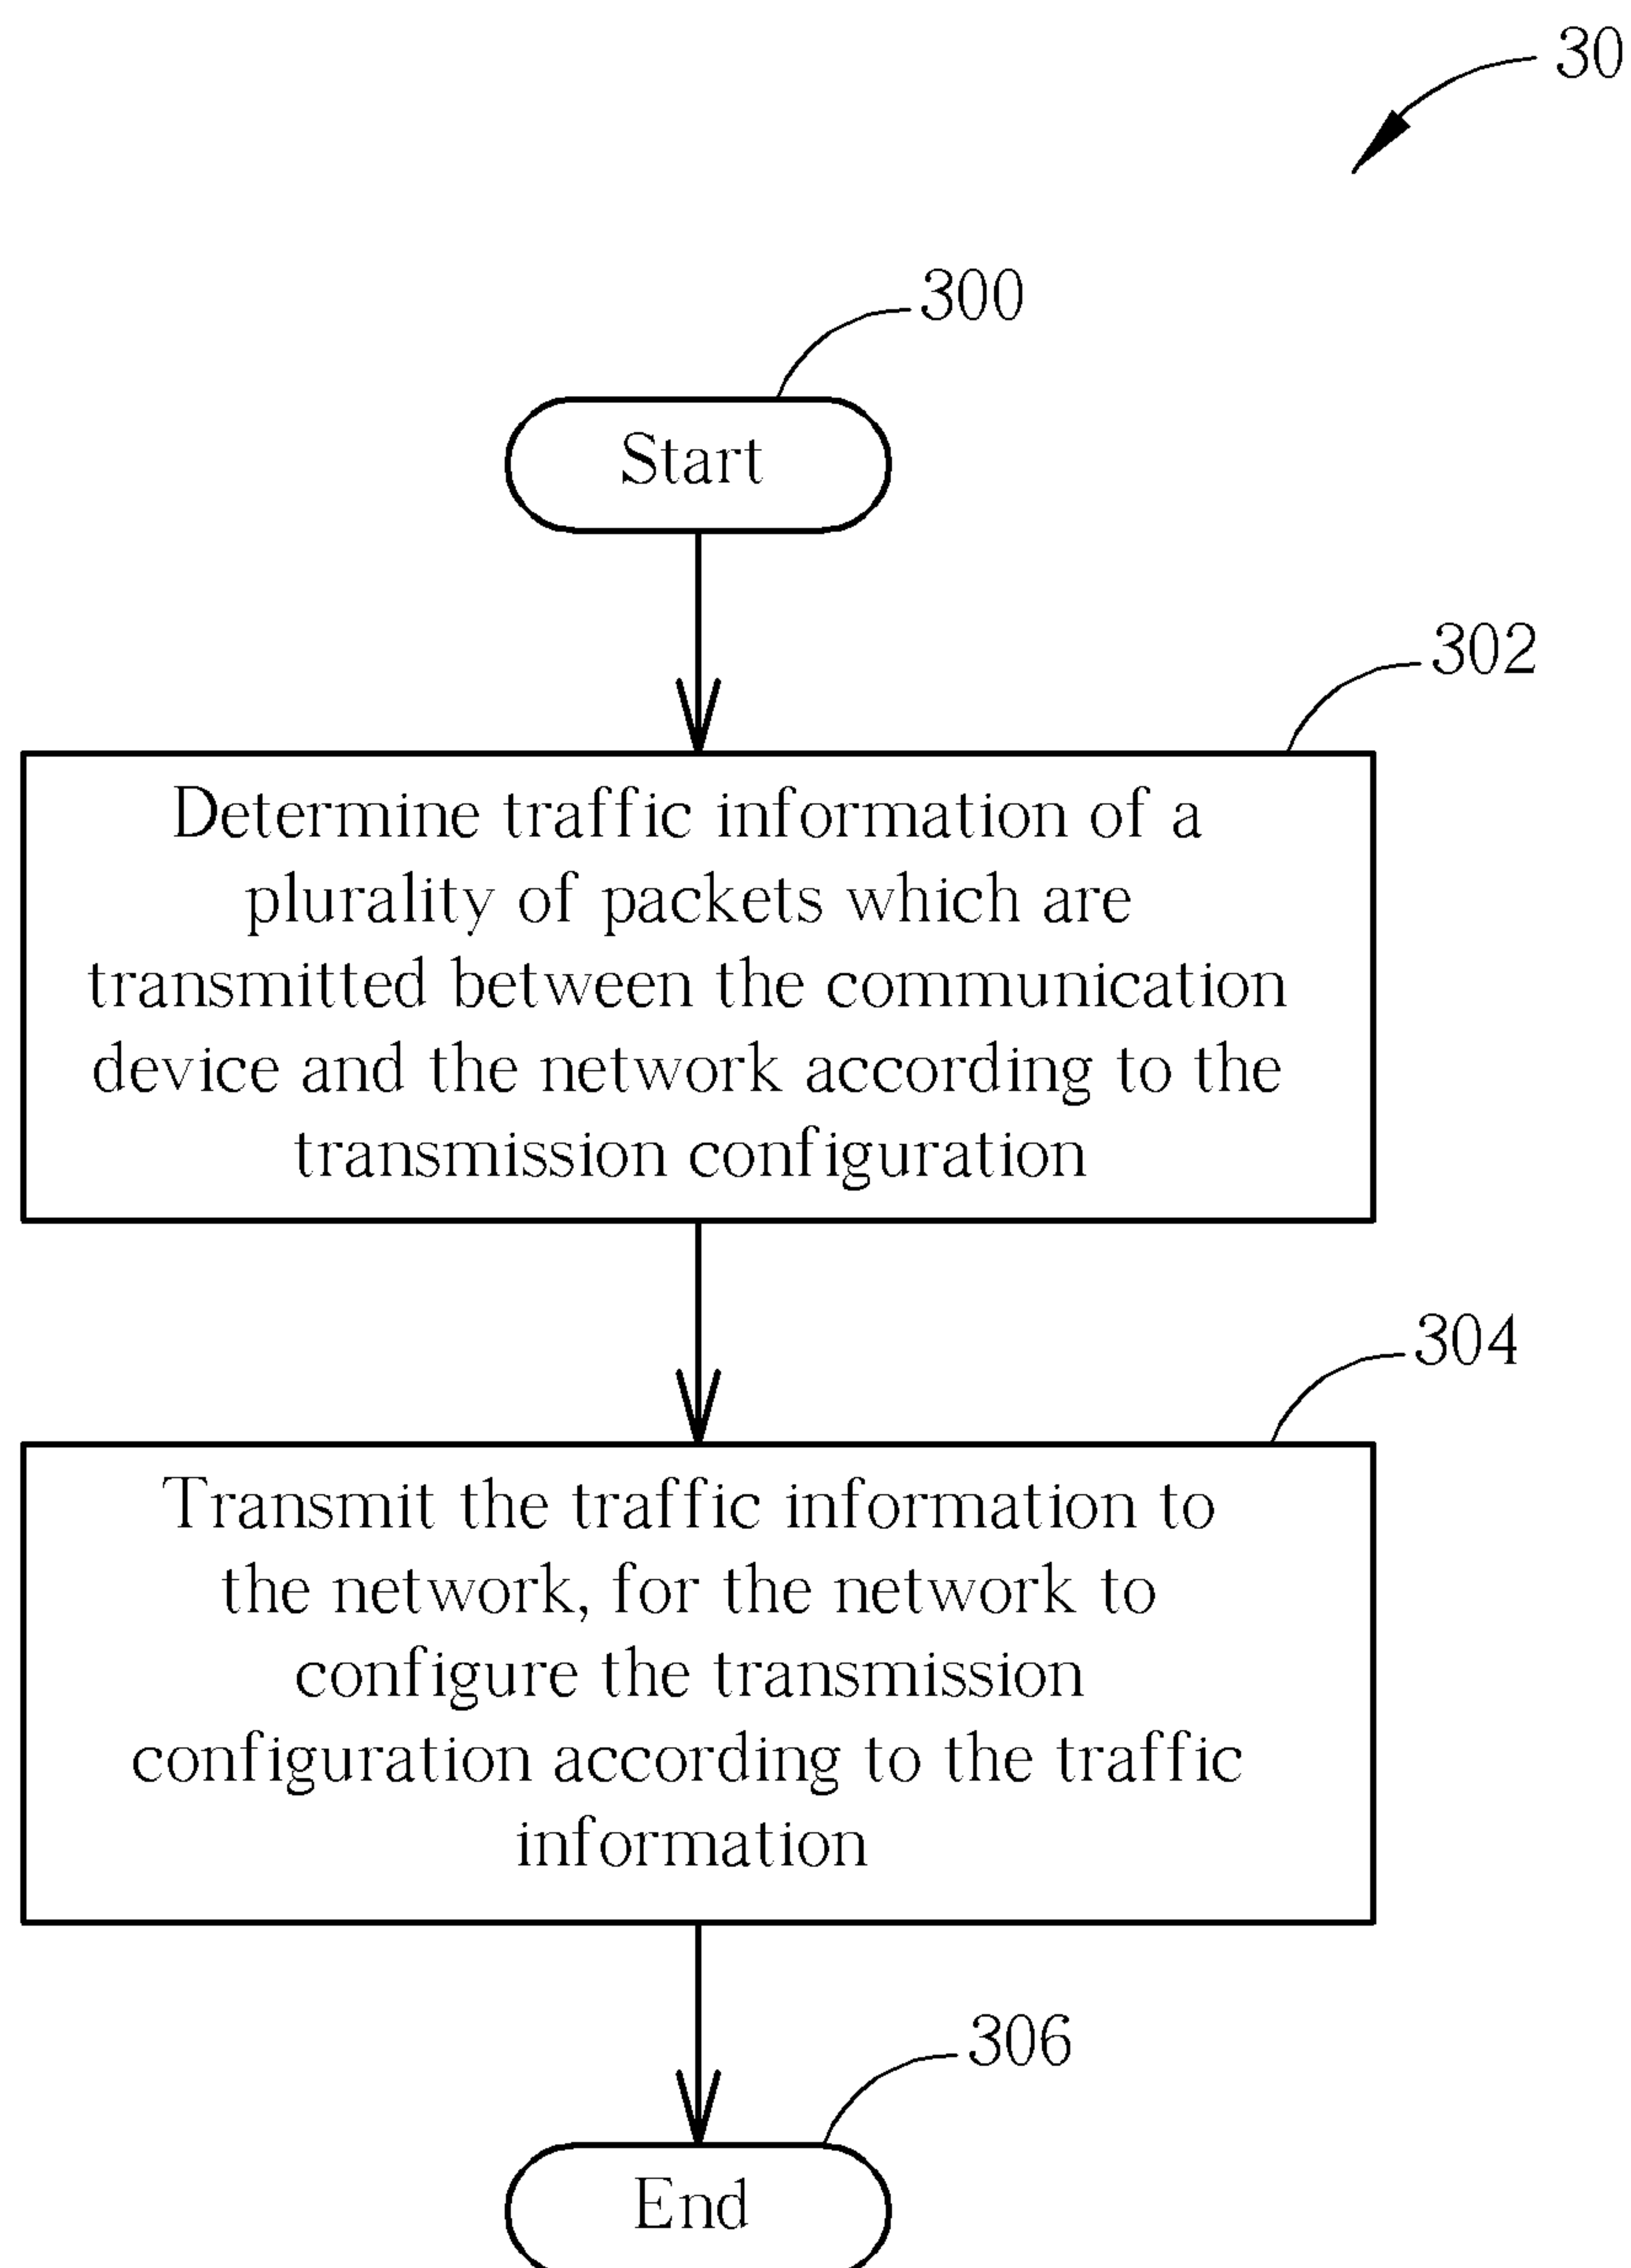 30
300
Start
302
Determine traffic information of a
plurality of packets which are
transmitted between the communication
device and the network according to the
transmission configuration
304
Transmit the traffic information to
the network, for the network to
configure the transmission
configuration according to the traffic
information
306
End